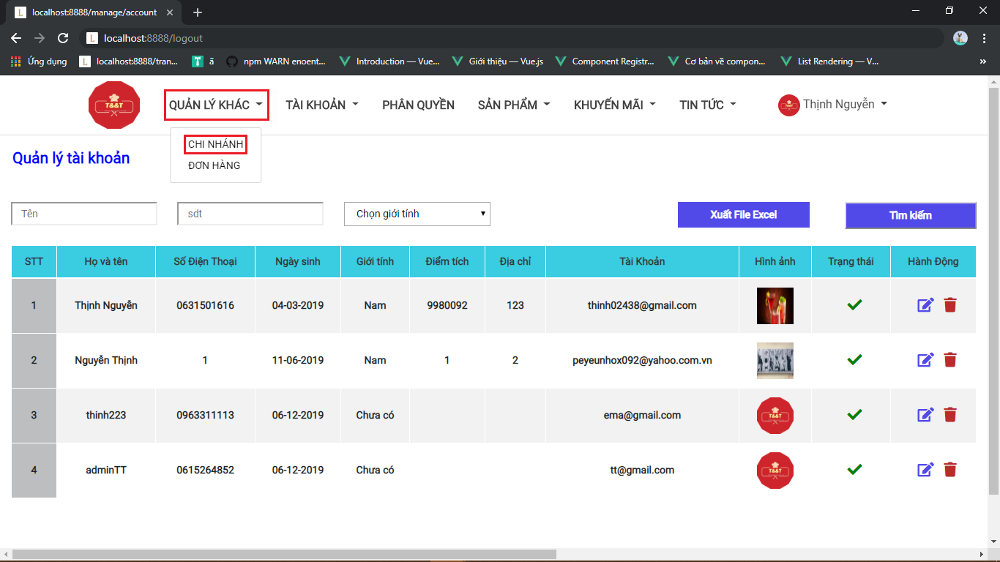 localhost:8888/manage/account
localhost:8888/logout
Ứng dụng
localhost:8888/tran...
ã
npm WARN enoent...
Introduction — Vue...
Giới thiệu — Vue.js
Component Registr...
Cơ bản về compon...
List Rendering — V...
»
T&&T
QUẢN LÝ KHÁC
TÀI KHOẢN
PHÂN QUYỀN
SẢN PHẨM
KHUYẾN MÃI
TIN TỨC
Thịnh Nguyễn
CHI NHÁNH
ĐƠN HÀNG
Quản lý tài khoản
Tên
sdt
Chọn giới tính
Xuất File Excel
Tìm kiếm
STT Họ và tên Số Điện Thoại Ngày sinh Giới tính Điểm tích Địa chỉ Tài Khoản Hình ảnh Trạng thái Hành Động
1 Thịnh Nguyễn 0631501616 04-03-2019 Nam 9980092 123 thinh02438@gmail.com
2 Nguyễn Thịnh 1 11-06-2019 Nam 1 2 peyeunhox092@yahoo.com.vn
3 thinh223 0963311113 06-12-2019 Chưa có ema@gmail.com T&&T
4 adminTT 0615264852 06-12-2019 Chưa có tt@gmail.com T&&T